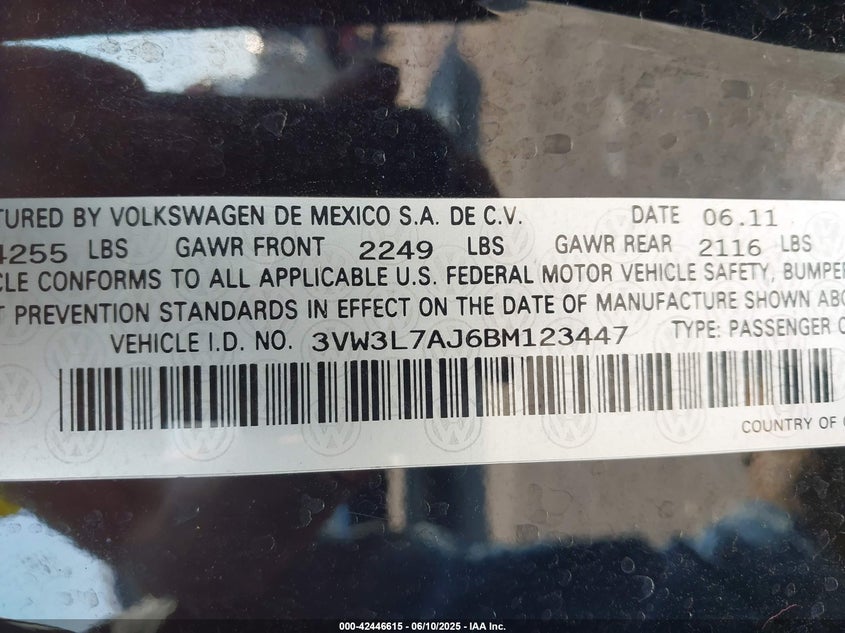 TURED BY VOLKSWAGEN DE MEXICO S.A. DE C.V. DATE 06.11
4255 LBS GAWR FRONT 2249 LBS GAWR REAR 2116 LBS
CLE CONFORMS TO ALL APPLICABLE U.S. FEDERAL MOTOR VEHICLE SAFETY, BUMPER
T PREVENTION STANDARDS IN EFFECT ON THE DATE OF MANUFACTURE SHOWN ABO
VEHICLE I.D. NO. 3VW3L7AJ6BM123447 TYPE: PASSENGER C
COUNTRY OF
000-42446615 - 06/10/2025 - IAA Inc.